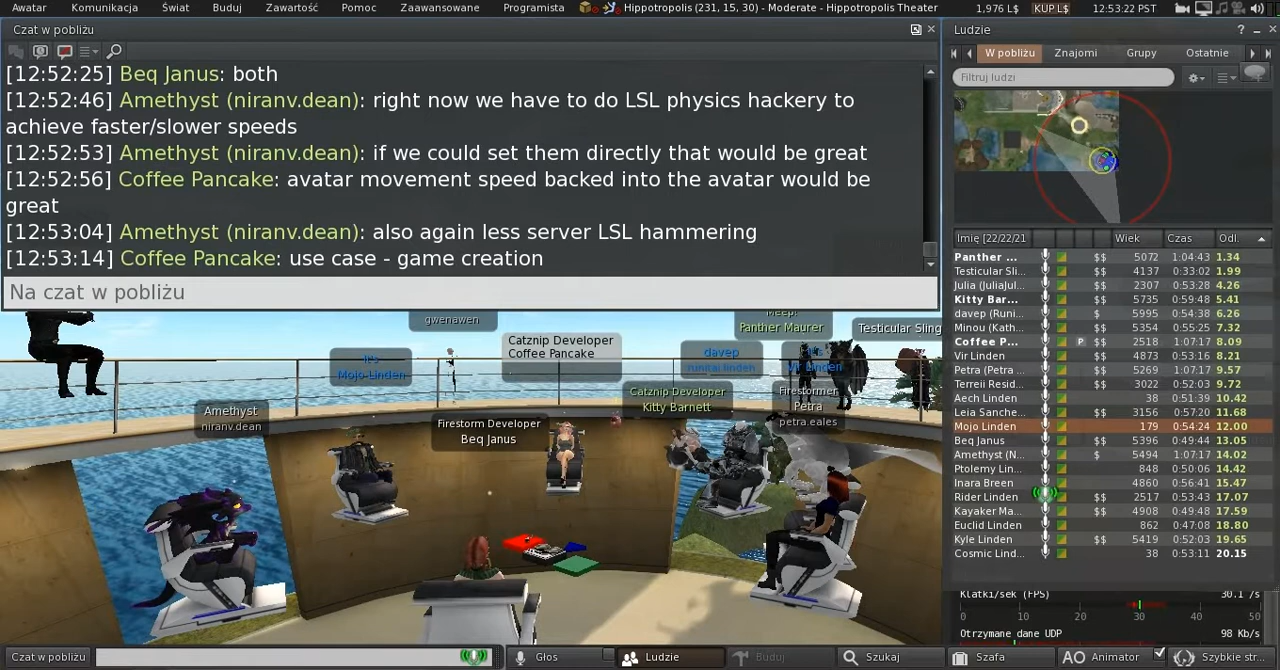 Awatar Komunikacja Świat Buduj Zawartość Pomoc Zaawansowane Programista Hippotropolis (231, 15, 30) - Moderate - Hippotropolis Theater 1,976 L$ KUP L$ 12:53:22 PST
Czat w pobliżu
[12:52:25] Beq Janus: both
[12:52:46] Amethyst (niranv.dean): right now we have to do LSL physics hackery to
achieve faster/slower speeds
[12:52:53] Amethyst (niranv.dean): if we could set them directly that would be great
[12:52:56] Coffee Pancake: avatar movement speed backed into the avatar would be
great
[12:53:04] Amethyst (niranv.dean): also again less server LSL hammering
[12:53:14] Coffee Pancake: use case - game creation
Na czat w pobliżu
gwenawen
Meep!
Panther Maurer
Testicular Sling
Catznip Developer
Coffee Pancake
It's
Mojo Linden
davep
runitai.linden
It's
Vir Linden
Catznip Developer
Kitty Barnett
Firestormer
Petra
petra.eales
Amethyst
niranv.dean
Firestorm Developer
Beq Janus
Ludzie ?
W pobliżu Znajomi Grupy Ostatnie
Filtruj ludzi
Imię [22/22/21 Wiek Czas Odl.
Panther ... $$ 5072 1:04:43 1.34
Testicular Sli... $$ 4137 0:33:02 1.99
Julia (JuliaJul... $$ 2307 0:53:28 4.26
Kitty Bar... $$ 5735 0:59:48 5.41
davep (Runi... $ 5995 0:54:38 6.26
Minou (Kath... $$ 5354 0:55:25 7.32
Coffee P... P $$ 2518 1:07:17 8.09
Vir Linden $$ 4873 0:53:16 8.21
Petra (Petra ... $$ 5269 1:07:17 9.57
Terreii Resid... $$ 3022 0:52:03 9.72
Aech Linden 38 0:51:39 10.42
Leia Sanche... $$ 3156 0:57:20 11.68
Mojo Linden 179 0:54:24 12.00
Beq Janus $$ 5396 0:49:44 13.05
Amethyst (N... $ 5494 1:07:17 14.02
Ptolemy Lin... 848 0:50:06 14.42
Inara Breen 4860 0:56:41 15.47
Rider Linden $$ 2517 0:53:43 17.07
Kayaker Ma... $$ 4908 0:49:48 17.59
Euclid Linden 862 0:47:08 18.80
Kyle Linden $$ 5419 0:52:03 19.65
Cosmic Lind... 38 0:53:11 20.15
Klatki/sek (FPS) 30.1 /s
0 10 20 30 40 50
Otrzymane dane UDP 98 Kb/s
Czat w pobliżu Głos Ludzie Buduj Szukaj Szafa AO Animator Szybkie str...